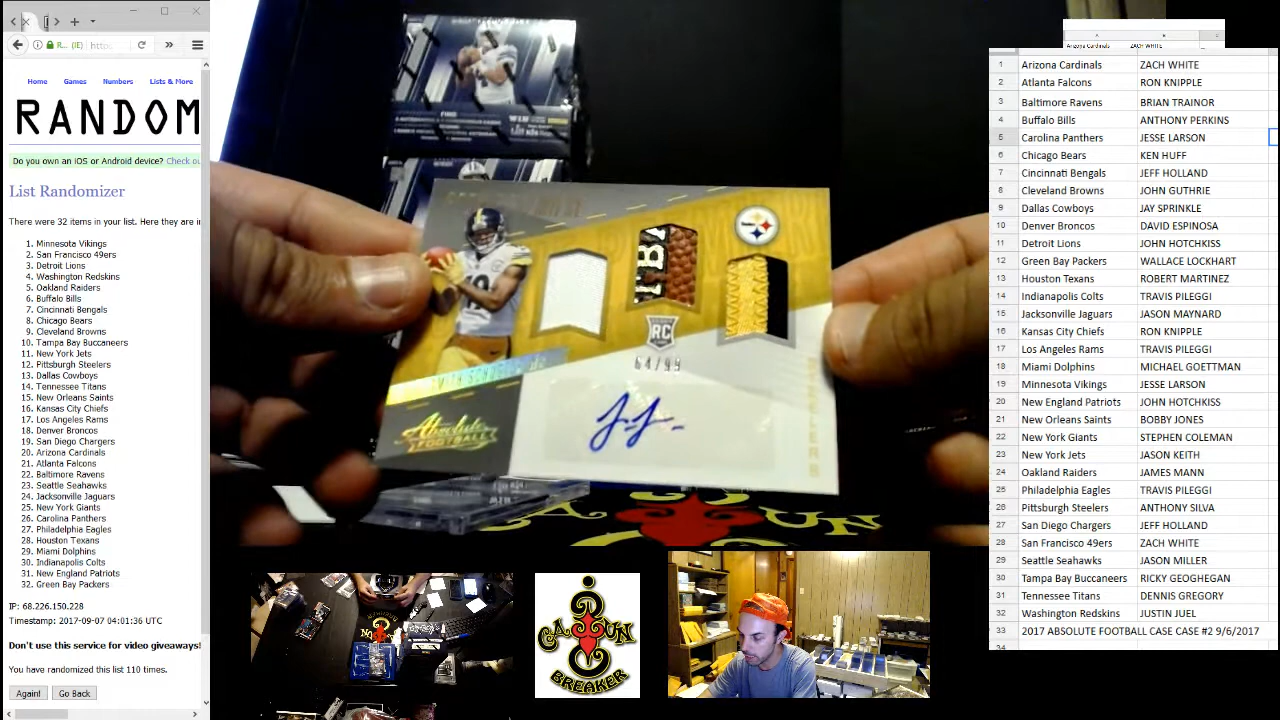 Home Games Numbers Lists & More
RANDOM
Do you own an iOS or Android device? Check
List Randomizer
There were 32 items in your list. Here they are i
1. Minnesota Vikings
2. San Francisco 49ers
3. Detroit Lions
4. Washington Redskins
5. Oakland Raiders
6. Buffalo Bills
7. Cincinnati Bengals
8. Chicago Bears
9. Cleveland Browns
10. Tampa Bay Buccaneers
11. New York Jets
12. Pittsburgh Steelers
13. Dallas Cowboys
14. Tennessee Titans
15. New Orleans Saints
16. Kansas City Chiefs
17. Los Angeles Rams
18. Denver Broncos
19. San Diego Chargers
20. Arizona Cardinals
21. Atlanta Falcons
22. Baltimore Ravens
23. Seattle Seahawks
24. Jacksonville Jaguars
25. New York Giants
26. Carolina Panthers
27. Philadelphia Eagles
28. Houston Texans
29. Miami Dolphins
30. Indianapolis Colts
31. New England Patriots
32. Green Bay Packers
IP: 68.226.150.228
Timestamp: 2017-09-07 04:01:36 UTC
Don't use this service for video giveaways!
You have randomized this list 110 times.
Again! Go Back
RC
64/99
Absolute
FOOTBALL
CAJUN
BREAKER
Arizona Cardinals ZACH WHITE
1 Arizona Cardinals ZACH WHITE
2 Atlanta Falcons RON KNIPPLE
3 Baltimore Ravens BRIAN TRAINOR
4 Buffalo Bills ANTHONY PERKINS
5 Carolina Panthers JESSE LARSON
6 Chicago Bears KEN HUFF
7 Cincinnati Bengals JEFF HOLLAND
8 Cleveland Browns JOHN GUTHRIE
9 Dallas Cowboys JAY SPRINKLE
10 Denver Broncos DAVID ESPINOSA
11 Detroit Lions JOHN HOTCHKISS
12 Green Bay Packers WALLACE LOCKHART
13 Houston Texans ROBERT MARTINEZ
14 Indianapolis Colts TRAVIS PILEGGI
15 Jacksonville Jaguars JASON MAYNARD
16 Kansas City Chiefs RON KNIPPLE
17 Los Angeles Rams TRAVIS PILEGGI
18 Miami Dolphins MICHAEL GOETTMAN
19 Minnesota Vikings JESSE LARSON
20 New England Patriots JOHN HOTCHKISS
21 New Orleans Saints BOBBY JONES
22 New York Giants STEPHEN COLEMAN
23 New York Jets JASON KEITH
24 Oakland Raiders JAMES MANN
25 Philadelphia Eagles TRAVIS PILEGGI
26 Pittsburgh Steelers ANTHONY SILVA
27 San Diego Chargers JEFF HOLLAND
28 San Francisco 49ers ZACH WHITE
29 Seattle Seahawks JASON MILLER
30 Tampa Bay Buccaneers RICKY GEOGHEGAN
31 Tennessee Titans DENNIS GREGORY
32 Washington Redskins JUSTIN JUEL
33 2017 ABSOLUTE FOOTBALL CASE CASE #2 9/6/2017